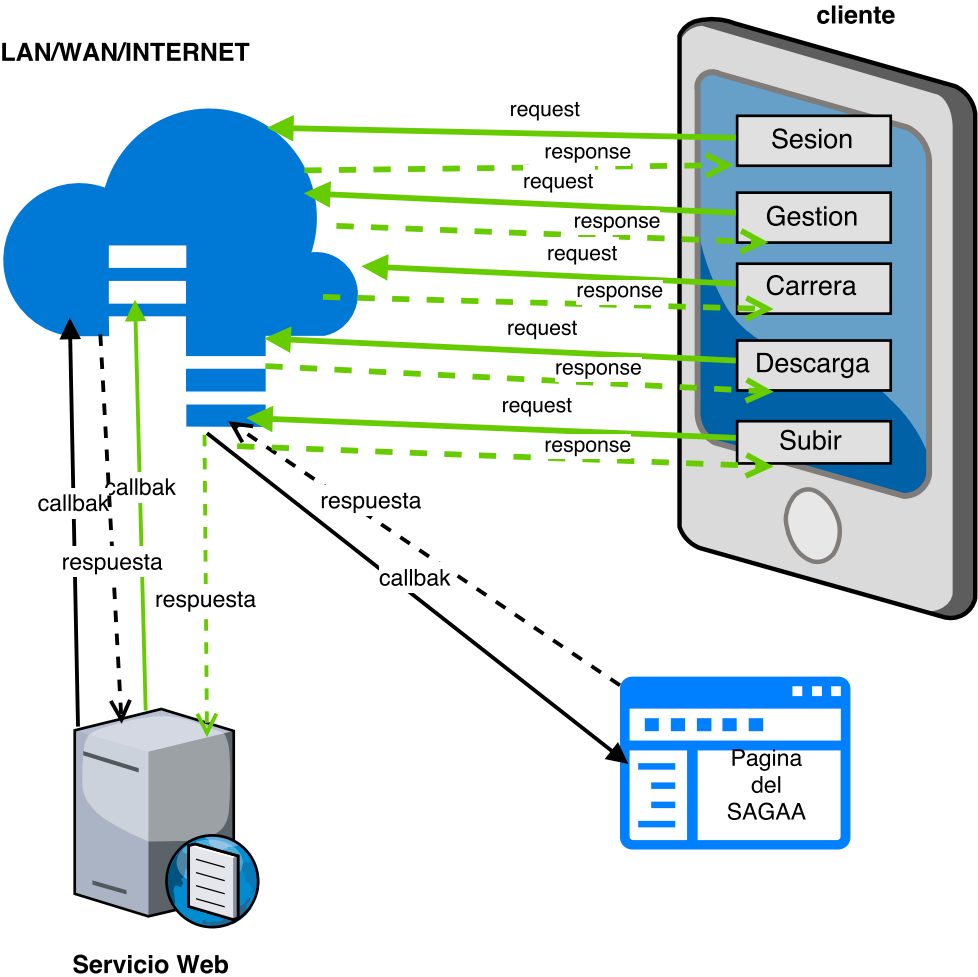 cliente
LAN/WAN/INTERNET
request
Sesion
response
request
Gestion
response
request
Carrera
response
request
Descarga
response
request
Subir
response
callbak
callbak
respuesta
callbak
respuesta
respuesta
Pagina
del
SAGAA
Servicio Web